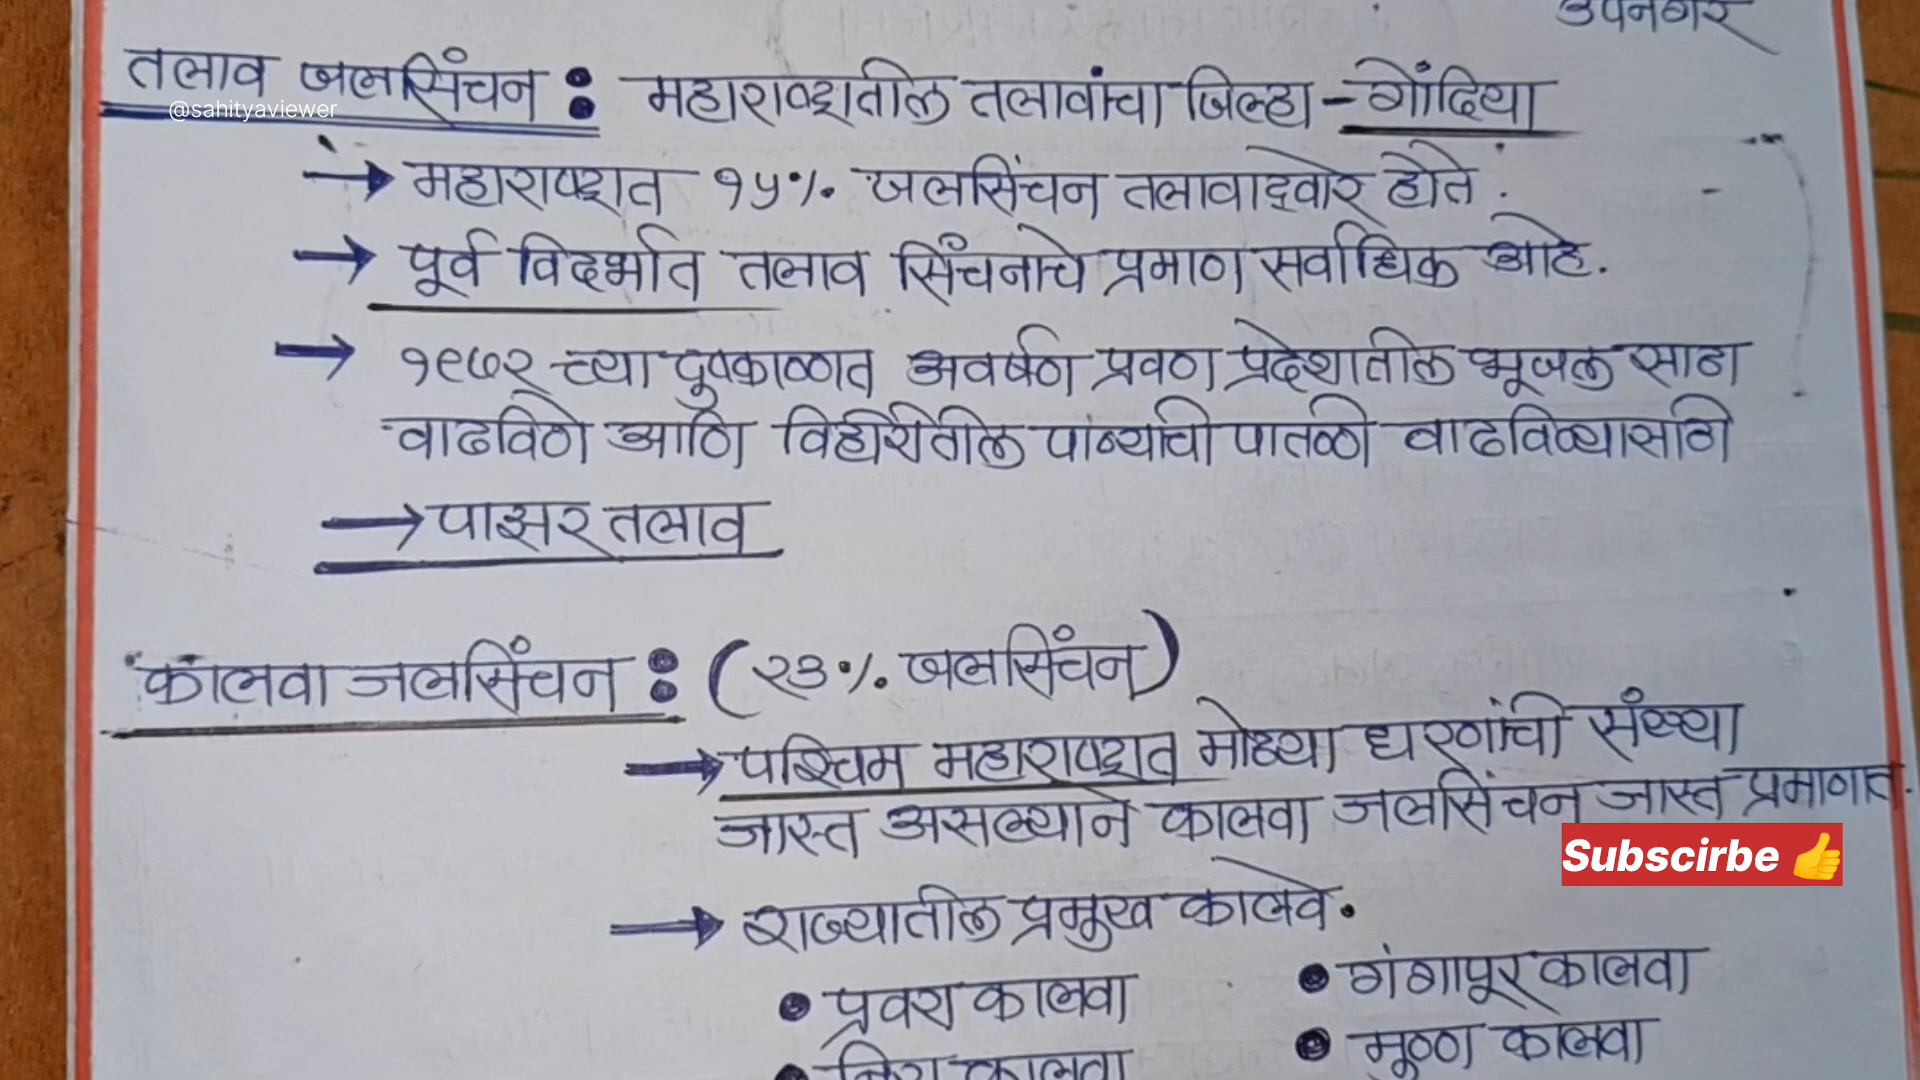 उपनगर
तलाव जलसिंचन : महाराष्ट्रातील तलावांचा जिल्हा - गोंदिया
@sahityaviewer
→ महाराष्ट्रात १५% जलसिंचन तलावाद्वारे होते.
→ पूर्व विदर्भात तलाव सिंचनाचे प्रमाण सर्वाधिक आहे.
→ १९७२ च्या दुष्काळात अवर्षण प्रवण प्रदेशातील भूजल साठा
वाढविणे आणि विहीरीतील पाण्याची पातळी वाढविण्यासाठी
→ पाझर तलाव
कालवा जलसिंचन : (२३% जलसिंचन)
→ पश्चिम महाराष्ट्रात मोठ्या धरणांची संख्या
जास्त असल्याने कालवा जलसिंचन जास्त प्रमाणात.
Subscirbe 👍
→ राज्यातील प्रमुख कालवे.
• प्रवरा कालवा • गंगापूर कालवा
• निरा कालवा • मुठा कालवा